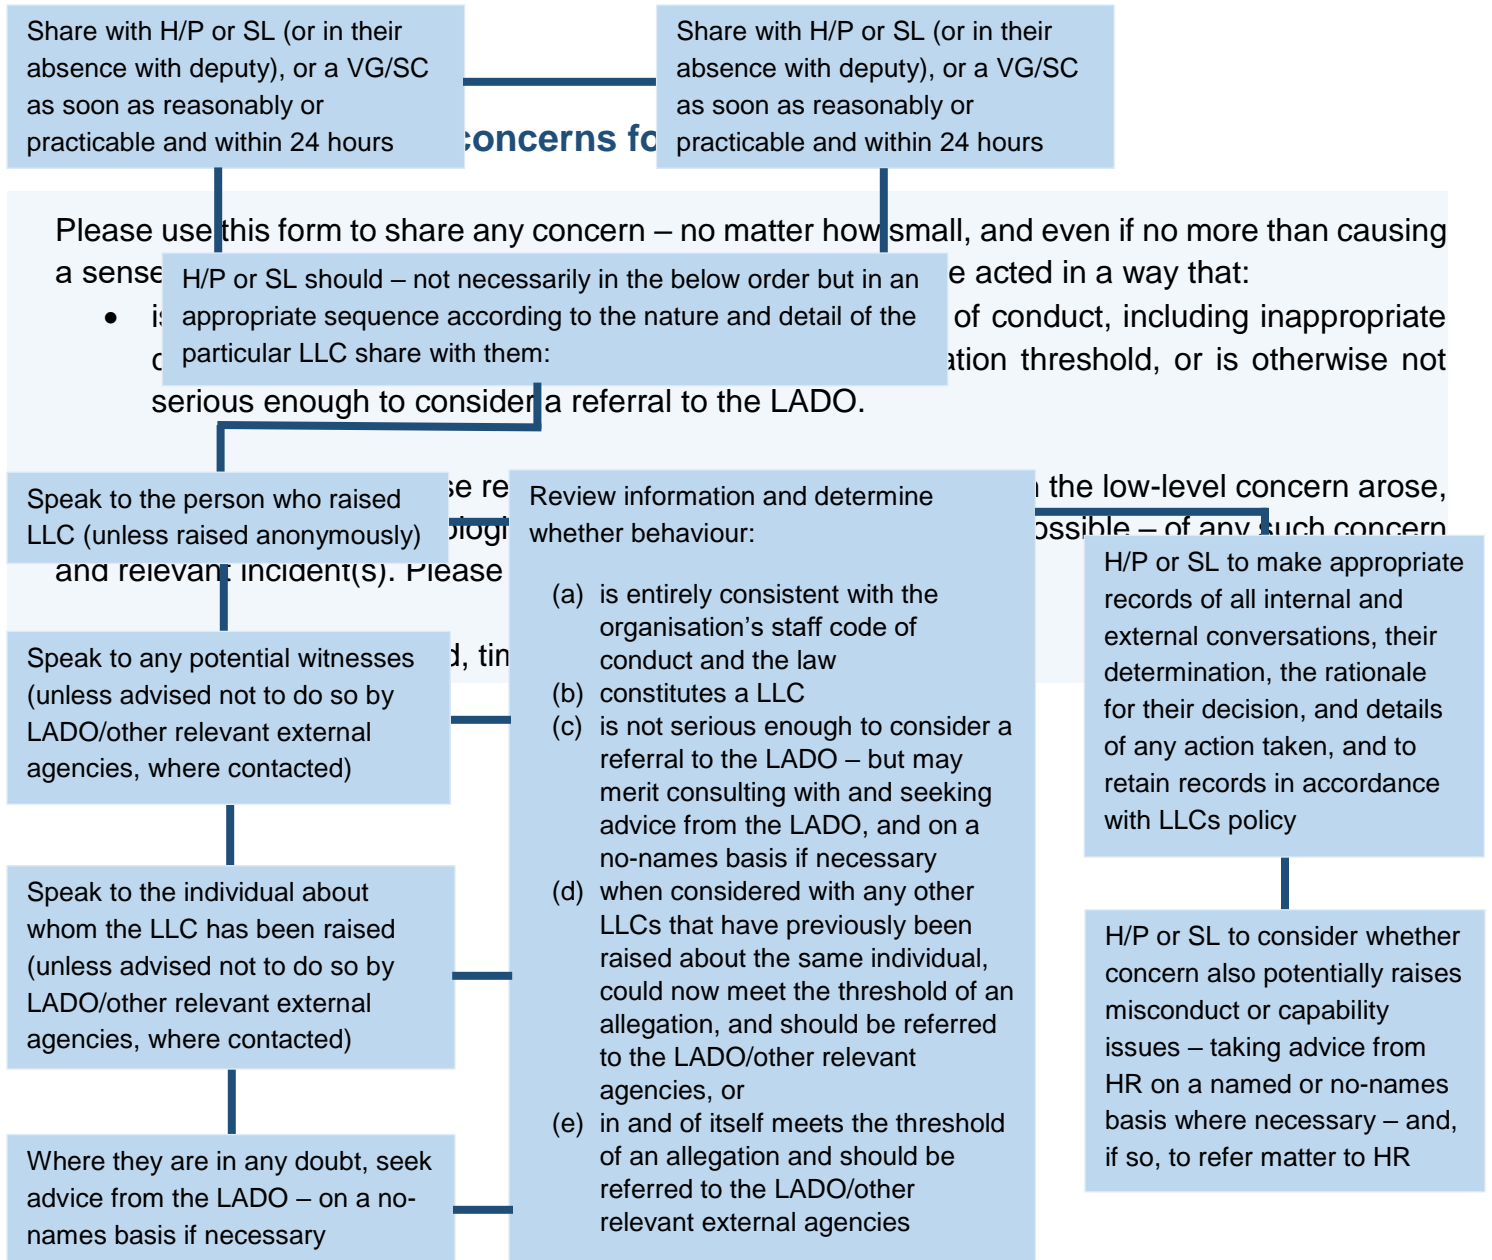 Share with H/P or SL (or in their
absence with deputy), or a VG/SC
as soon as reasonably or
practicable and within 24 hours
Share with H/P or SL (or in their
absence with deputy), or a VG/SC
as soon as reasonably or
practicable and within 24 hours
concerns
Please use this form to share any concern – no matter how small, and even if no more than causing
a sense
acted in a way that:
H/P or SL should – not necessarily in the below order but in an
appropriate sequence according to the nature and detail of the
particular LLC share with them:
•
of conduct, including inappropriate
threshold, or is otherwise not
serious enough to consider a referral to the LADO.
Speak to the person who raised
LLC (unless raised anonymously)
the low-level concern arose,
– of any such concern
and relevant incident(s). Please
Speak to any potential witnesses
(unless advised not to do so by
LADO/other relevant external
agencies, where contacted)
Speak to the individual about
whom the LLC has been raised
(unless advised not to do so by
LADO/other relevant external
agencies, where contacted)
Where they are in any doubt, seek
advice from the LADO – on a no-
names basis if necessary
Review information and determine
whether behaviour:
(a) is entirely consistent with the
organisation’s staff code of
conduct and the law
(b) constitutes a LLC
(c) is not serious enough to consider a
referral to the LADO – but may
merit consulting with and seeking
advice from the LADO, and on a
no-names basis if necessary
(d) when considered with any other
LLCs that have previously been
raised about the same individual,
could now meet the threshold of an
allegation, and should be referred
to the LADO/other relevant
agencies, or
(e) in and of itself meets the threshold
of an allegation and should be
referred to the LADO/other
relevant external agencies
H/P or SL to make appropriate
records of all internal and
external conversations, their
determination, the rationale
for their decision, and details
of any action taken, and to
retain records in accordance
with LLCs policy
H/P or SL to consider whether
concern also potentially raises
misconduct or capability
issues – taking advice from
HR on a named or no-names
basis where necessary – and,
if so, to refer matter to HR